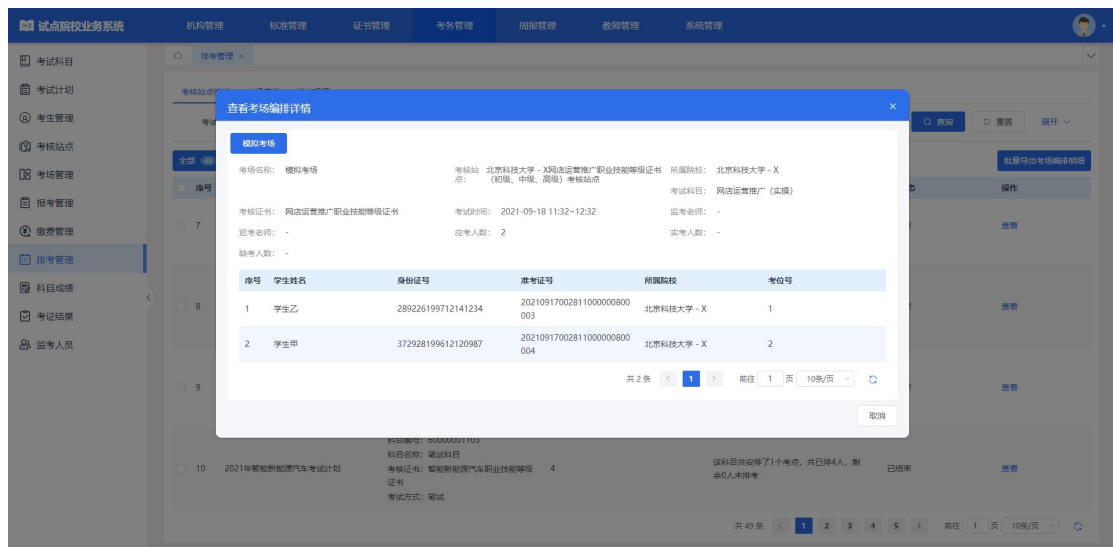 试点院校业务系统
机构管理
标准管理
证书管理
考务管理
周报管理
教师管理
系统管理
考试科目
考试计划
考生管理
考核站点
考场管理
报考管理
缴费管理
排考管理
科目成绩
考证结果
监考人员
排考管理 ×
查询
重置
展开
全部 49
批量导出考场编排明细
序号
操作
7
查看
8
查看
9
查看
查看考场编排详情
×
模拟考场
考场名称: 模拟考场
考核站点: 北京科技大学 - X网店运营推广职业技能等级证书
(初级、中级、高级) 考核站点
所属院校: 北京科技大学 - X
考试科目: 网店运营推广 (实操)
考核证书: 网店运营推广职业技能等级证书
考试时间: 2021-09-18 11:32~12:32
监考老师: -
巡考老师: -
应考人数: 2
实考人数: -
缺考人数: -
序号 学生姓名 身份证号 准考证号 所属院校 考位号
1 学生乙 289226199712141234 20210917002811000000800
003 北京科技大学 - X 1
2 学生甲 372928199612120987 20210917002811000000800
004 北京科技大学 - X 2
共 2 条 < 1 > 前往 1 页 10条/页
取消
科目编号: 60000001103
科目名称: 笔试科目
10 2021年智能新能源汽车考试计划 考核证书: 智能新能源汽车职业技能等级 4 该科目共安排了1个考点, 共已排4人, 剩 已结束 查看
证书 余0人未排考
考试方式: 笔试
共 49 条 < 1 2 3 4 5 > 前往 1 页 10条/页